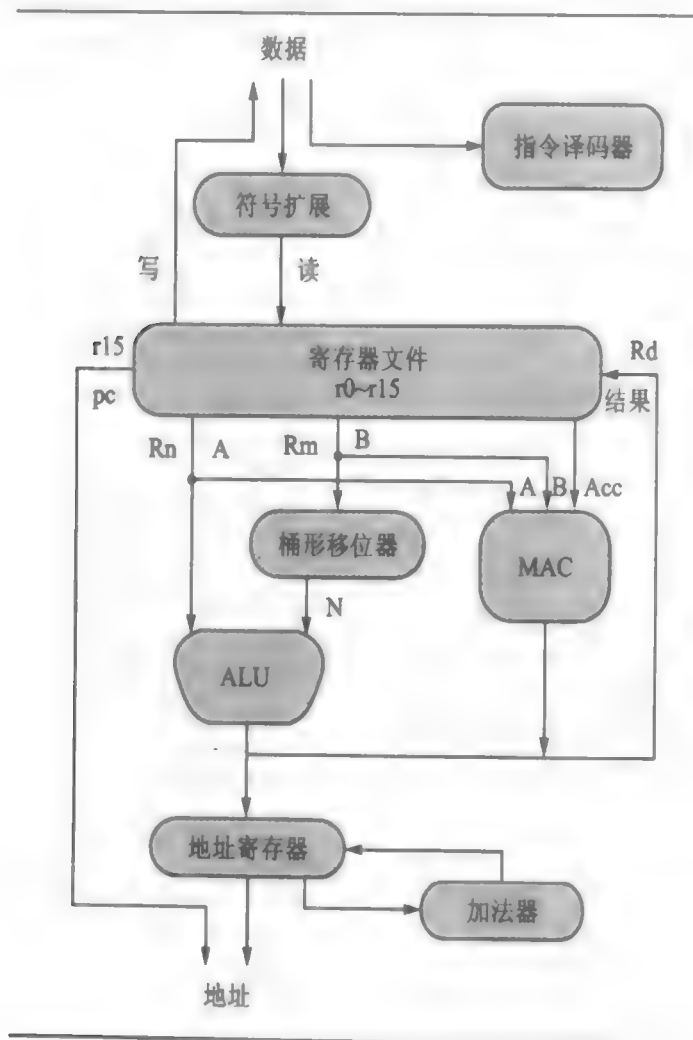 数据
指令译码器
符号扩展
写
读
r15
寄存器文件
Rd
pc
r0~r15
结果
Rn
A
Rm
B
A
B
Acc
桶形移位器
MAC
N
ALU
地址寄存器
加法器
地址